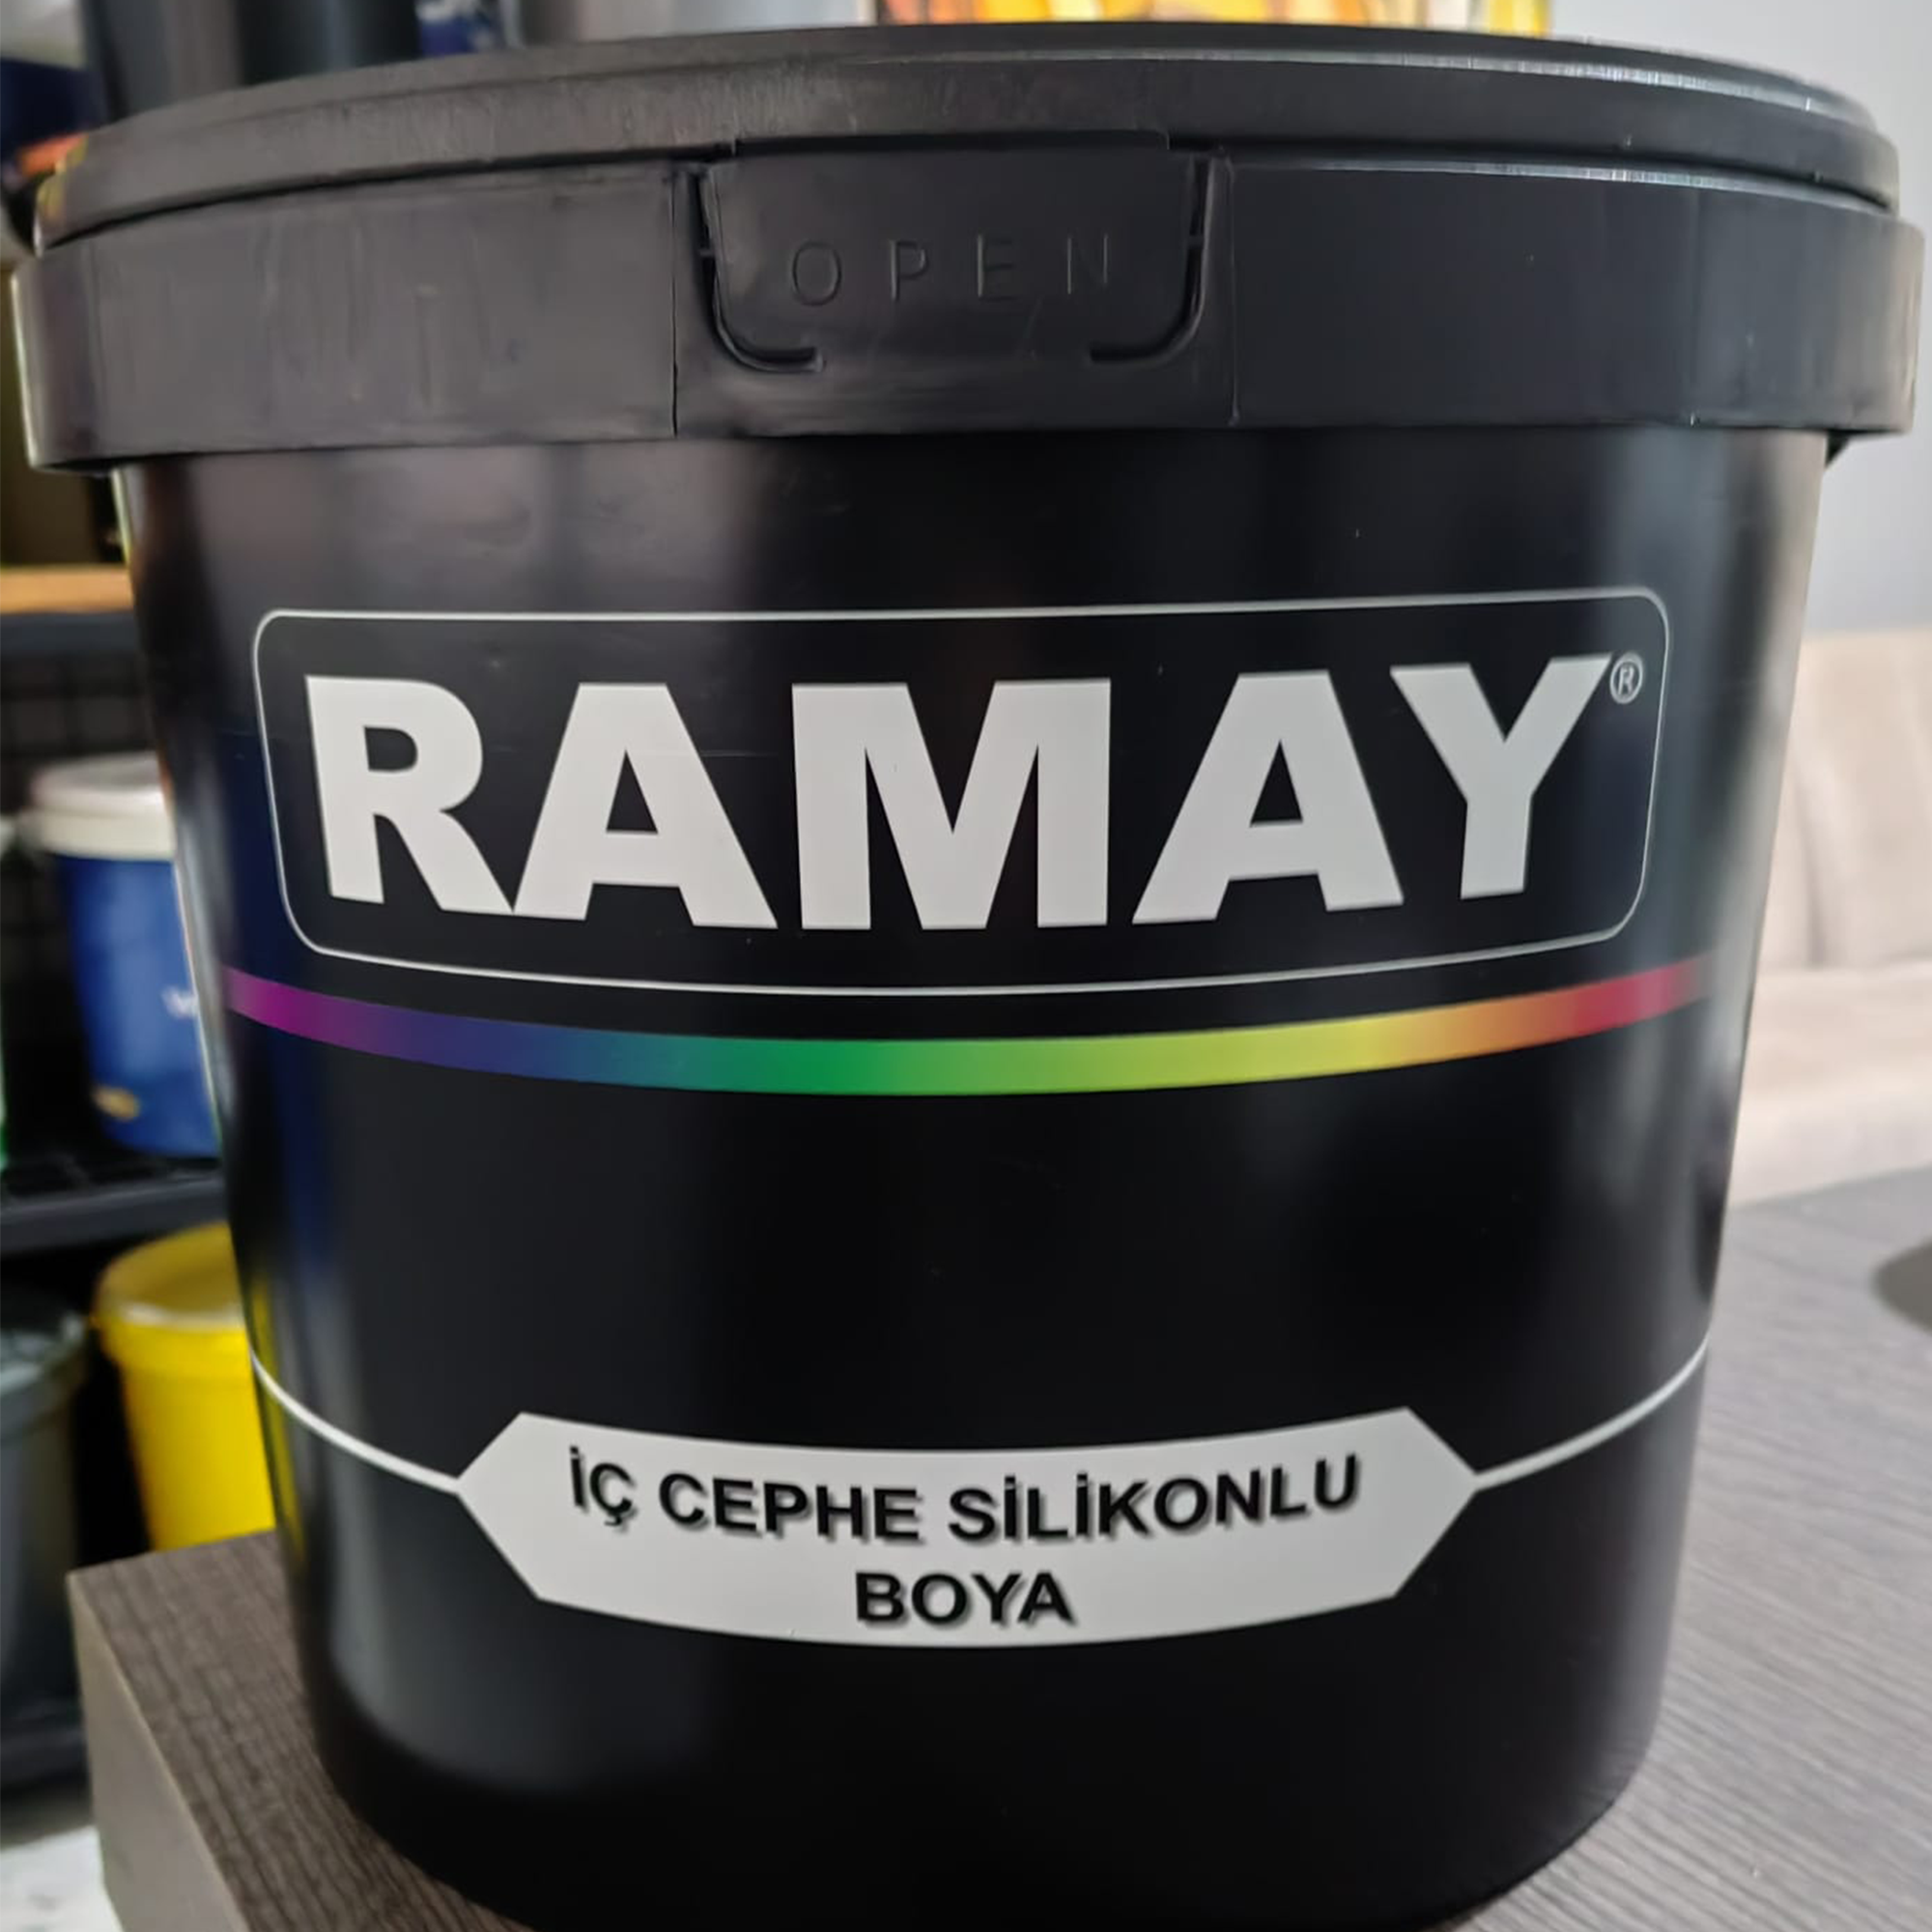 OPEN
RAMAY®
İÇ CEPHE SİLİKONLU
BOYA